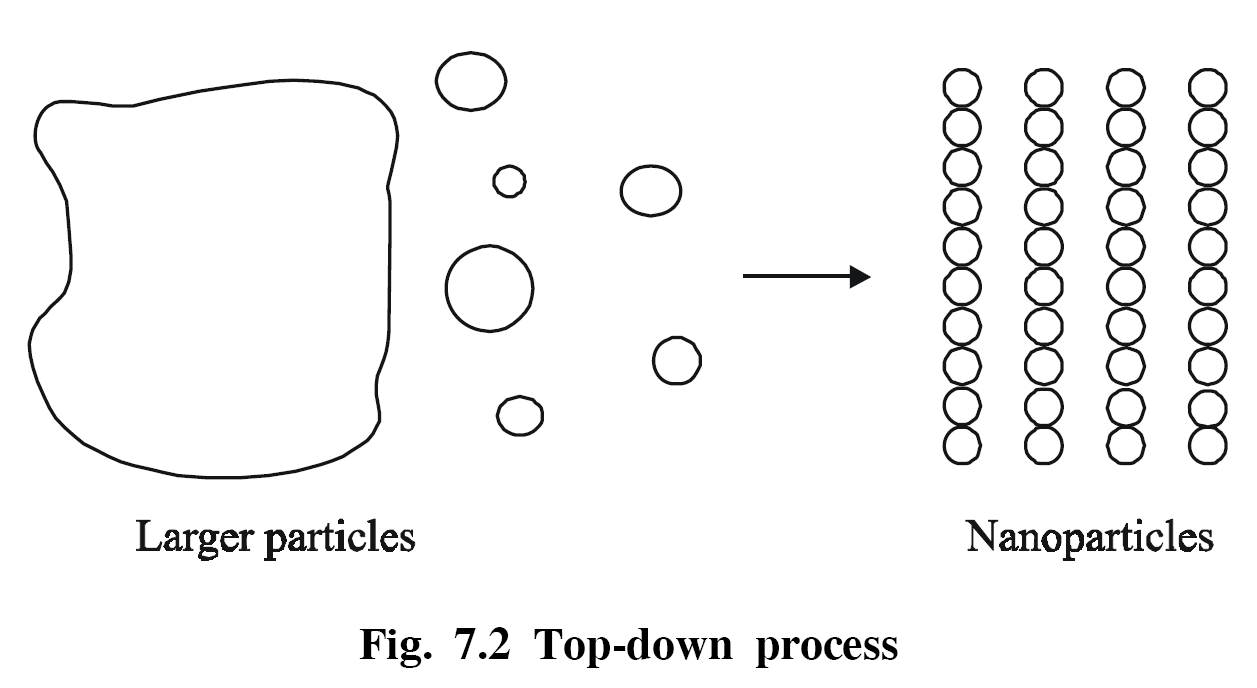 Larger particles
Nanoparticles
Fig. 7.2 Top-down process